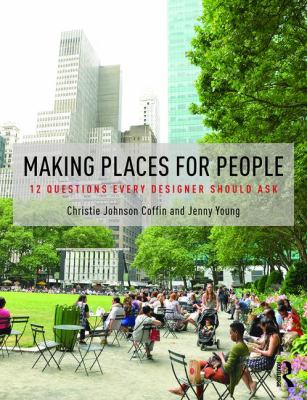 MAKING PLACES FOR PEOPLE
12 QUESTIONS EVERY DESIGNER SHOULD ASK
Christie Johnson Coffin and Jenny Young